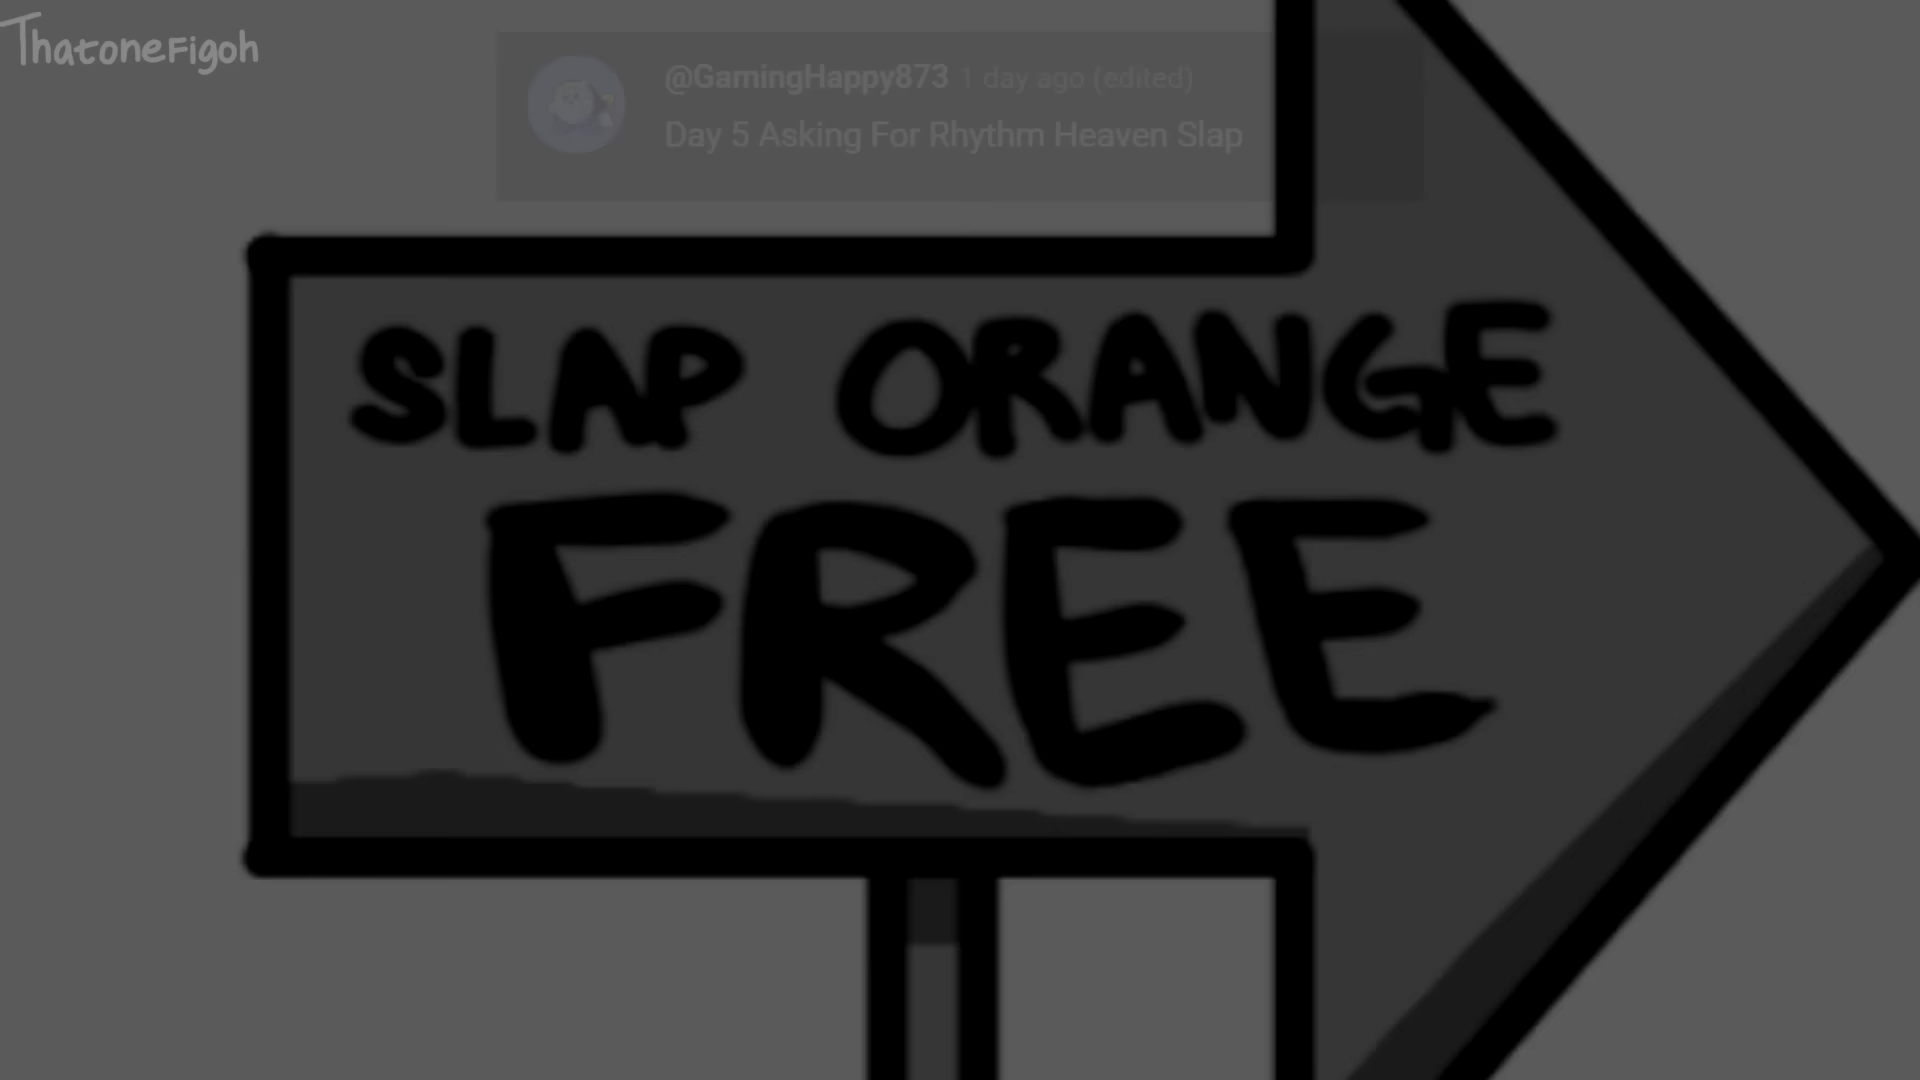 ThatoneFigoh
@GamingHappy873 1 day ago (edited)
Day 5 Asking For Rhythm Heaven Slap
SLAP ORANGE
FREE